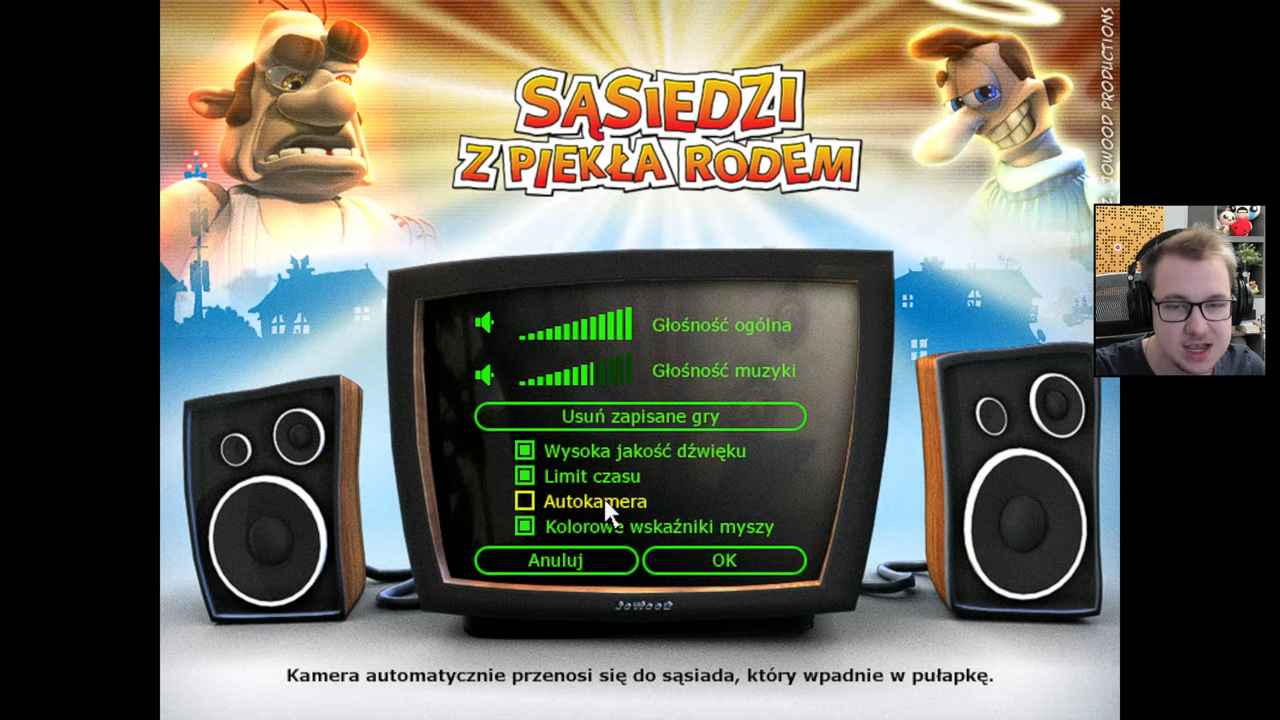 SĄSIEDZI
Z PIEKŁA RODEM
JOWOOD PRODUCTIONS
Głośność ogólna
Głośność muzyki
Usuń zapisane gry
Wysoka jakość dźwięku
Limit czasu
Autokamera
Kolorowe wskaźniki myszy
Anuluj
OK
JoWooD
Kamera automatycznie przenosi się do sąsiada, który wpadnie w pułapkę.